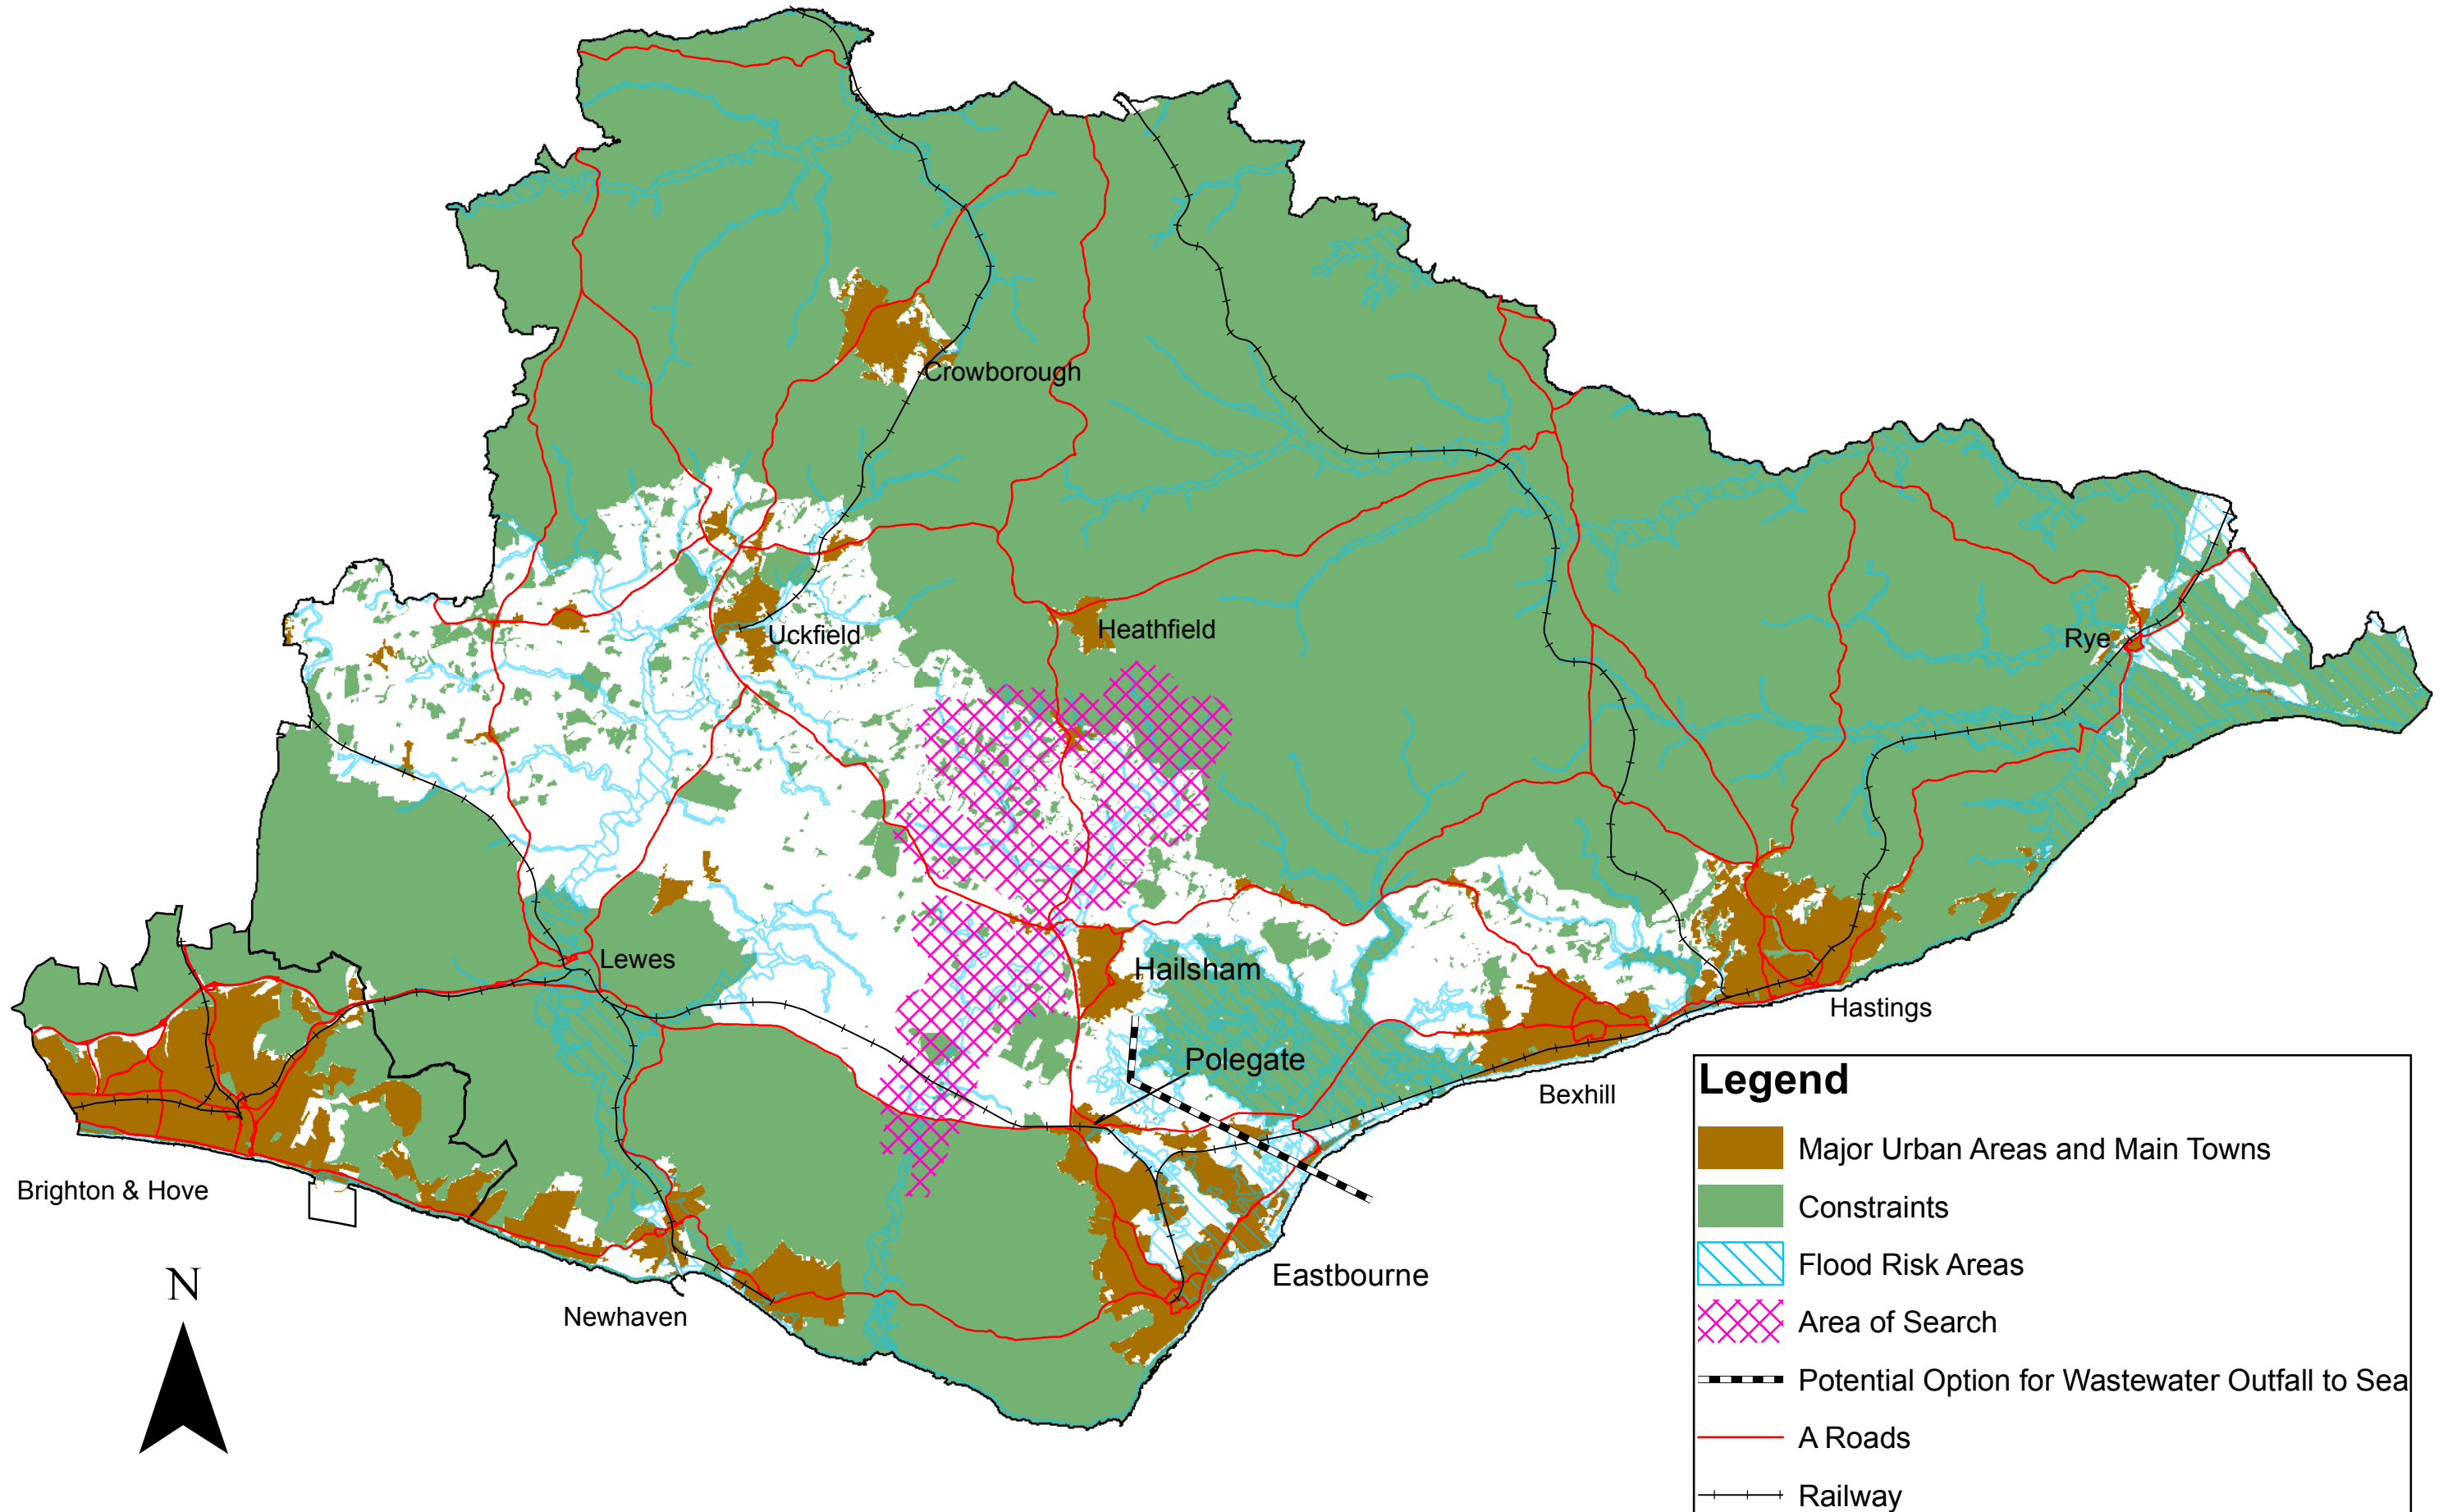 Crowborough
Uckfield
Heathfield
Rye
Lewes
Hailsham
Hastings
Polegate
Bexhill
Brighton & Hove
Eastbourne
Newhaven
N
Legend
Major Urban Areas and Main Towns
Constraints
Flood Risk Areas
Area of Search
Potential Option for Wastewater Outfall to Sea
A Roads
Railway